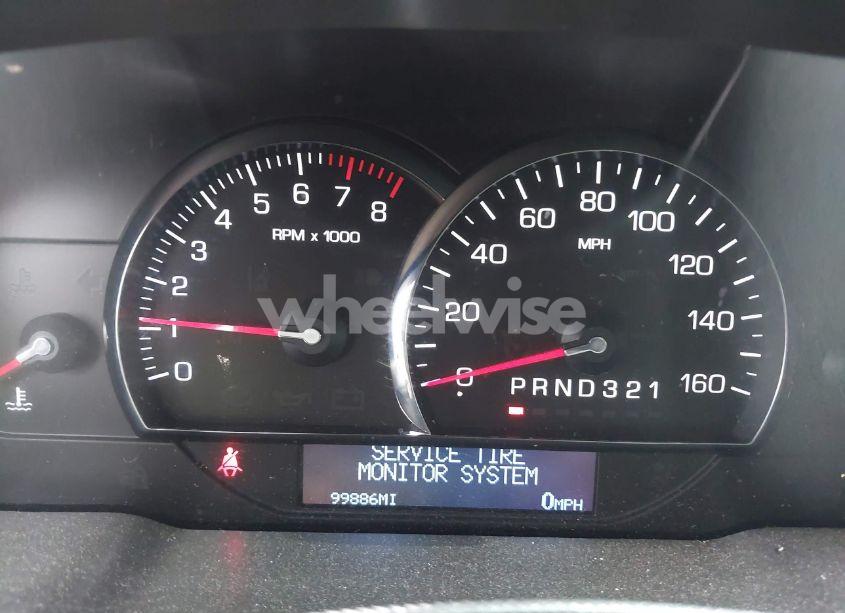 0 1 2 3 4 5 6 7 8
RPM x 1000
0 20 40 60 80 100 120 140 160
MPH
PRND321
wheelwise
SERVICE TIRE
MONITOR SYSTEM
99886MI 0MPH